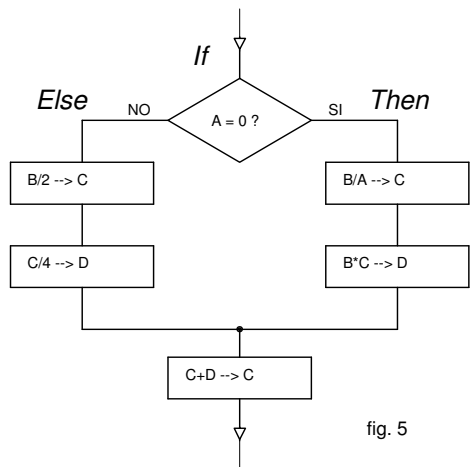 If
Else
Then
NO
A = 0 ?
SI
B/2 --> C
B/A --> C
C/4 --> D
B*C --> D
C+D --> C
fig. 5